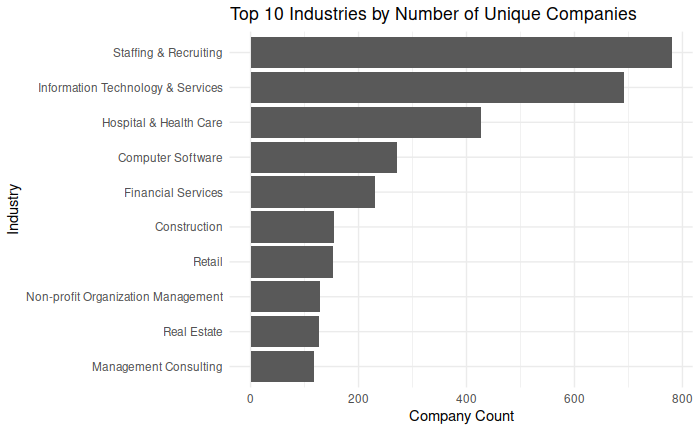 Top 10 Industries by Number of Unique Companies
Industry
Staffing & Recruiting
Information Technology & Services
Hospital & Health Care
Computer Software
Financial Services
Construction
Retail
Non-profit Organization Management
Real Estate
Management Consulting
0 200 400 600 800
Company Count